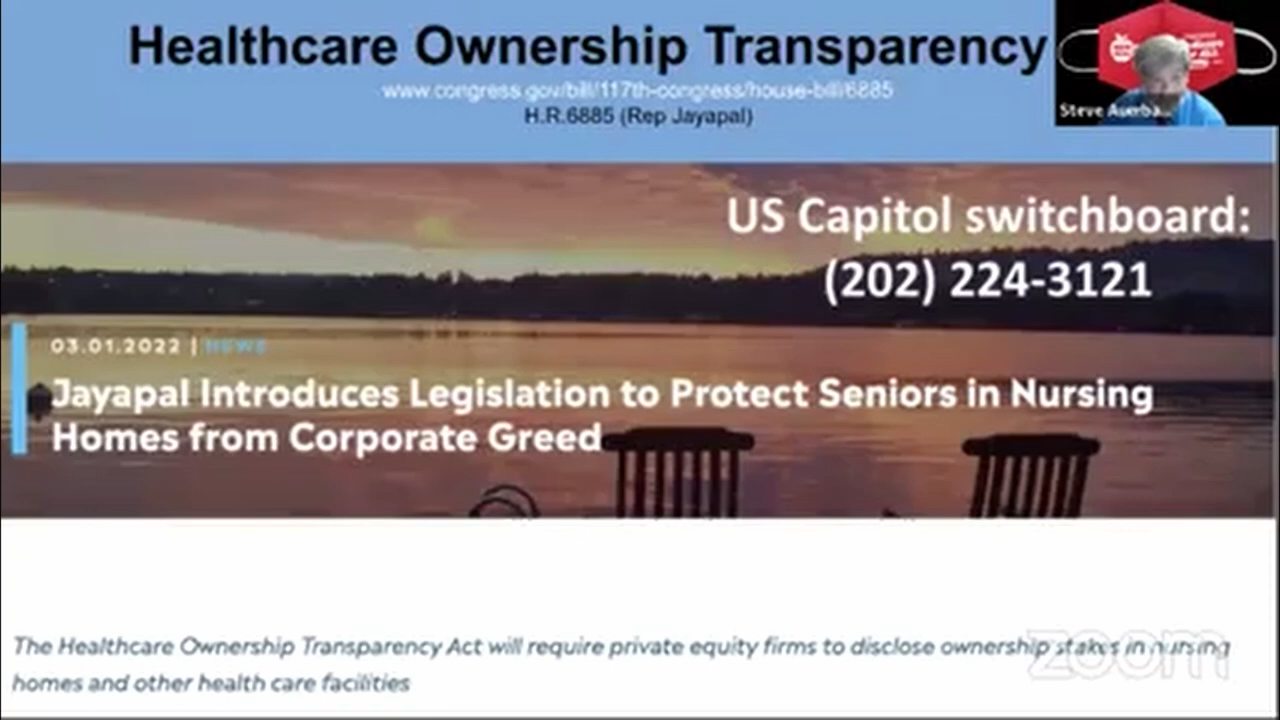 Healthcare Ownership Transparency
www.congress.gov/bill/117th-congress/house-bill/6885
H.R.6885 (Rep Jayapal)
Steve Auerba...
US Capitol switchboard:
(202) 224-3121
03.01.2022 | NEWS
Jayapal Introduces Legislation to Protect Seniors in Nursing
Homes from Corporate Greed
The Healthcare Ownership Transparency Act will require private equity firms to disclose ownership stakes in nursing
homes and other health care facilities
zoom